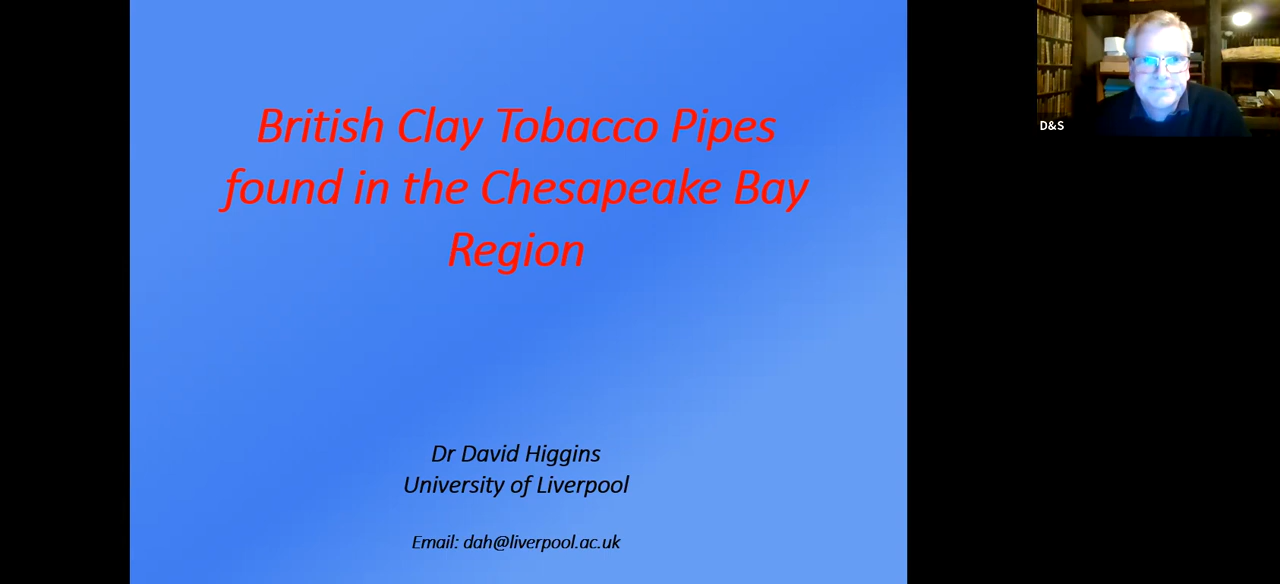 British Clay Tobacco Pipes
found in the Chesapeake Bay
Region
Dr David Higgins
University of Liverpool
Email: dah@liverpool.ac.uk
D&S